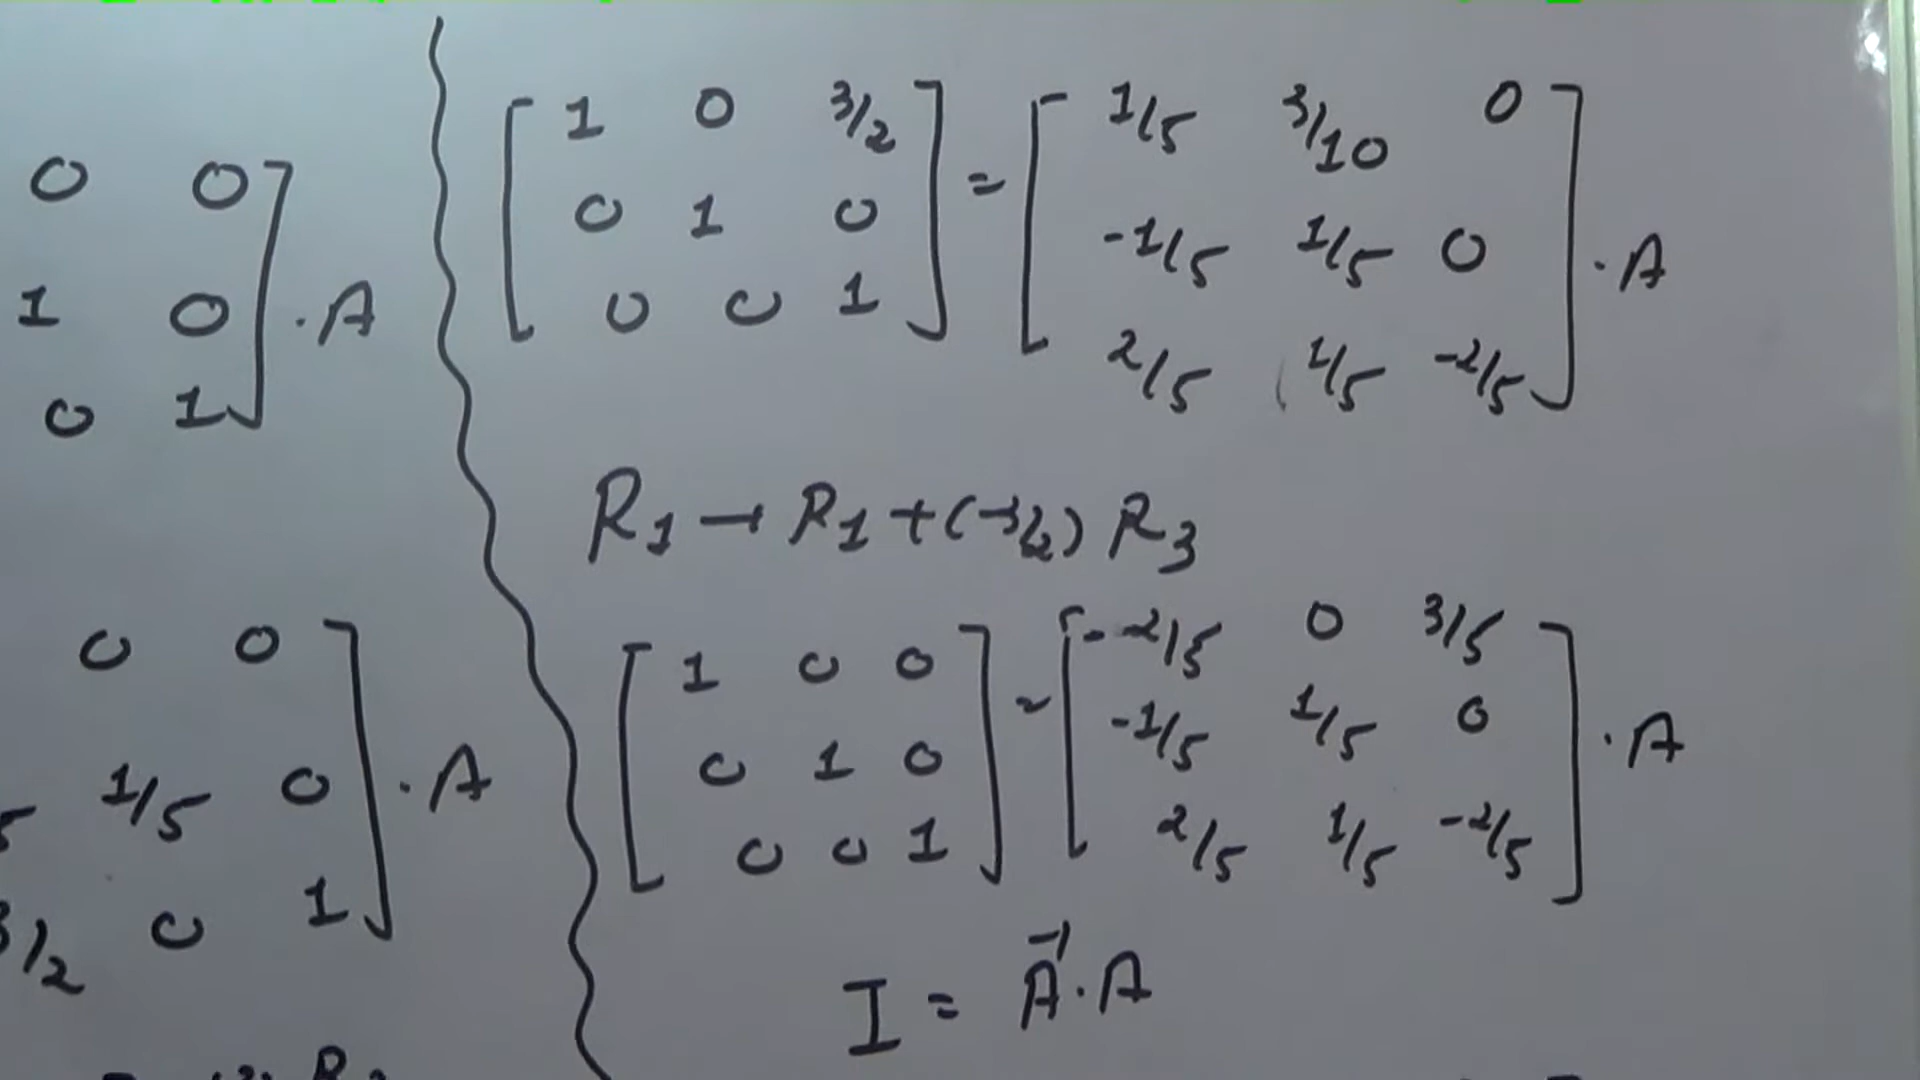 0 0
1 0 . A
0 1
0 0
1/5 0 . A
3/2 0 1
1 0 3/2 = 1/5 3/10 0
0 1 0 -1/5 1/5 0 . A
0 0 1 2/5 1/5 -2/5
R1 → R1 + (-3/2) R3
1 0 0 = -2/5 0 3/5
0 1 0 -1/5 1/5 0 . A
0 0 1 2/5 1/5 -2/5
I = A⁻¹ . A